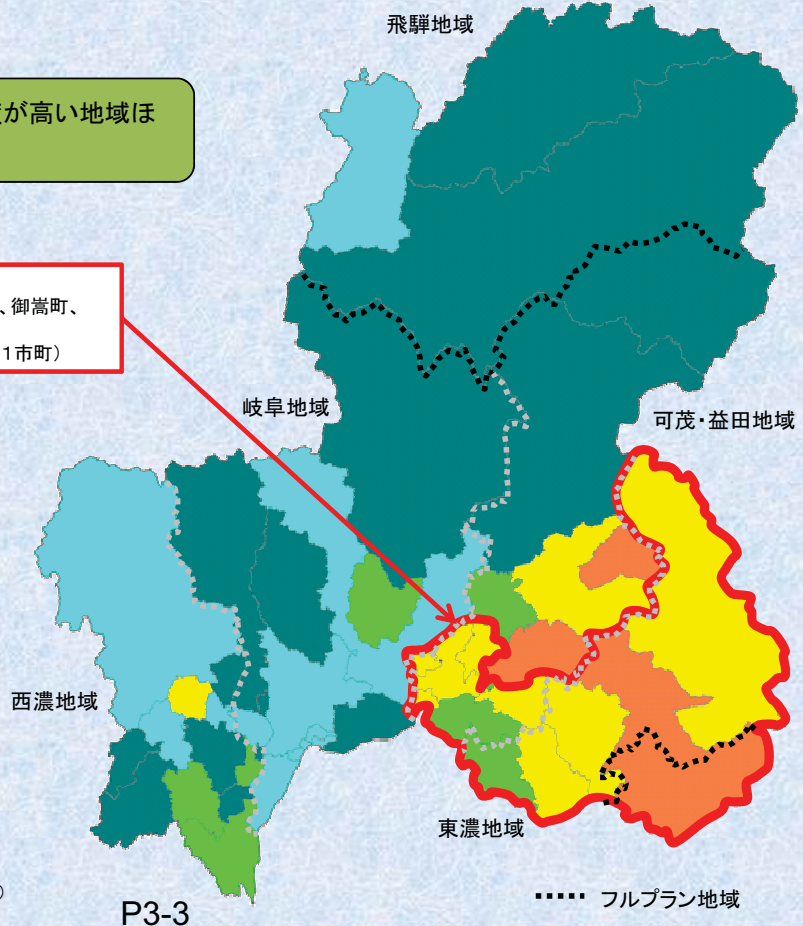 飛騨地域
度が高い地域ほ
、御嵩町、
1市町）
岐阜地域
可茂・益田地域
西濃地域
東濃地域
フルプラン地域
P3-3